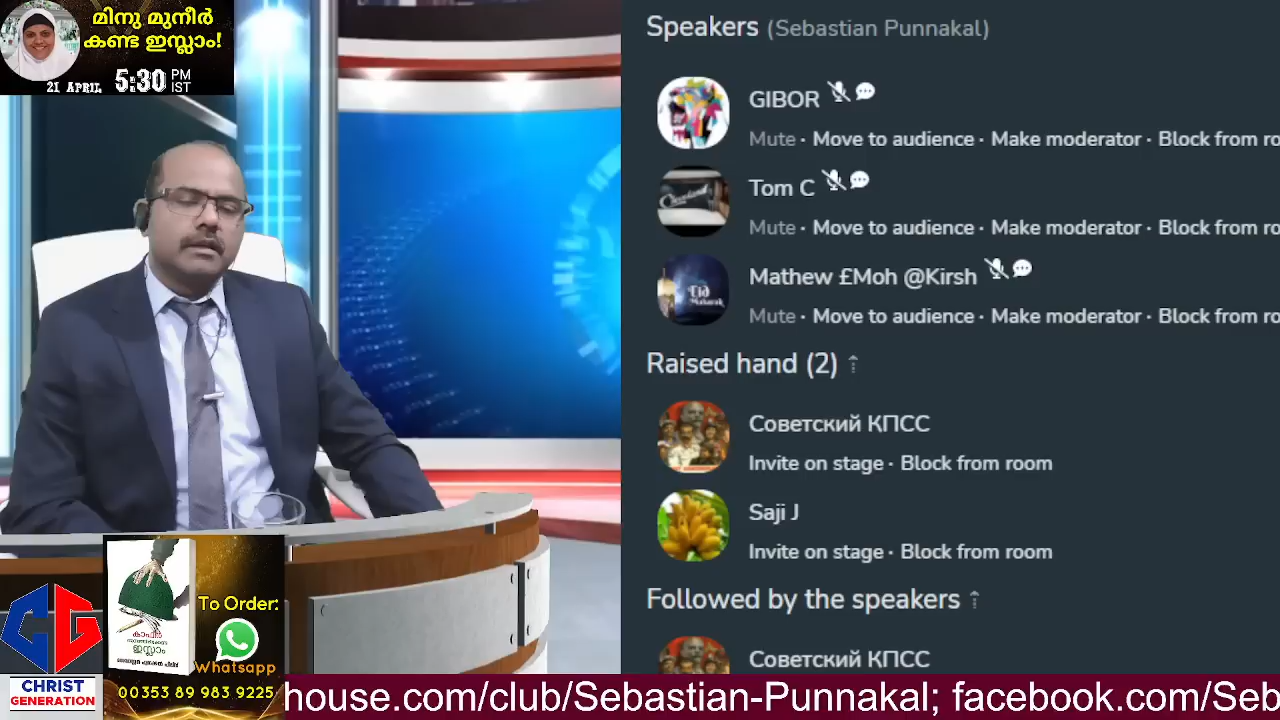 മിനു മുനീർ
കണ്ട ഇസ്ലാം!
21 APRIL 5:30 PM IST
Speakers (Sebastian Punnakal)
GIBOR
Mute · Move to audience · Make moderator · Block from ro
Tom C
Mute · Move to audience · Make moderator · Block from ro
Mathew £Moh @Kirsh
Mute · Move to audience · Make moderator · Block from ro
Raised hand (2)
Советский КПСС
Invite on stage · Block from room
Saji J
Invite on stage · Block from room
Followed by the speakers
Советский КПСС
CG
CHRIST
GENERATION
കാഫിർ
ഇസ്ലാം
To Order:
Whatsapp
00353 89 983 9225
house.com/club/Sebastian-Punnakal; facebook.com/Seb